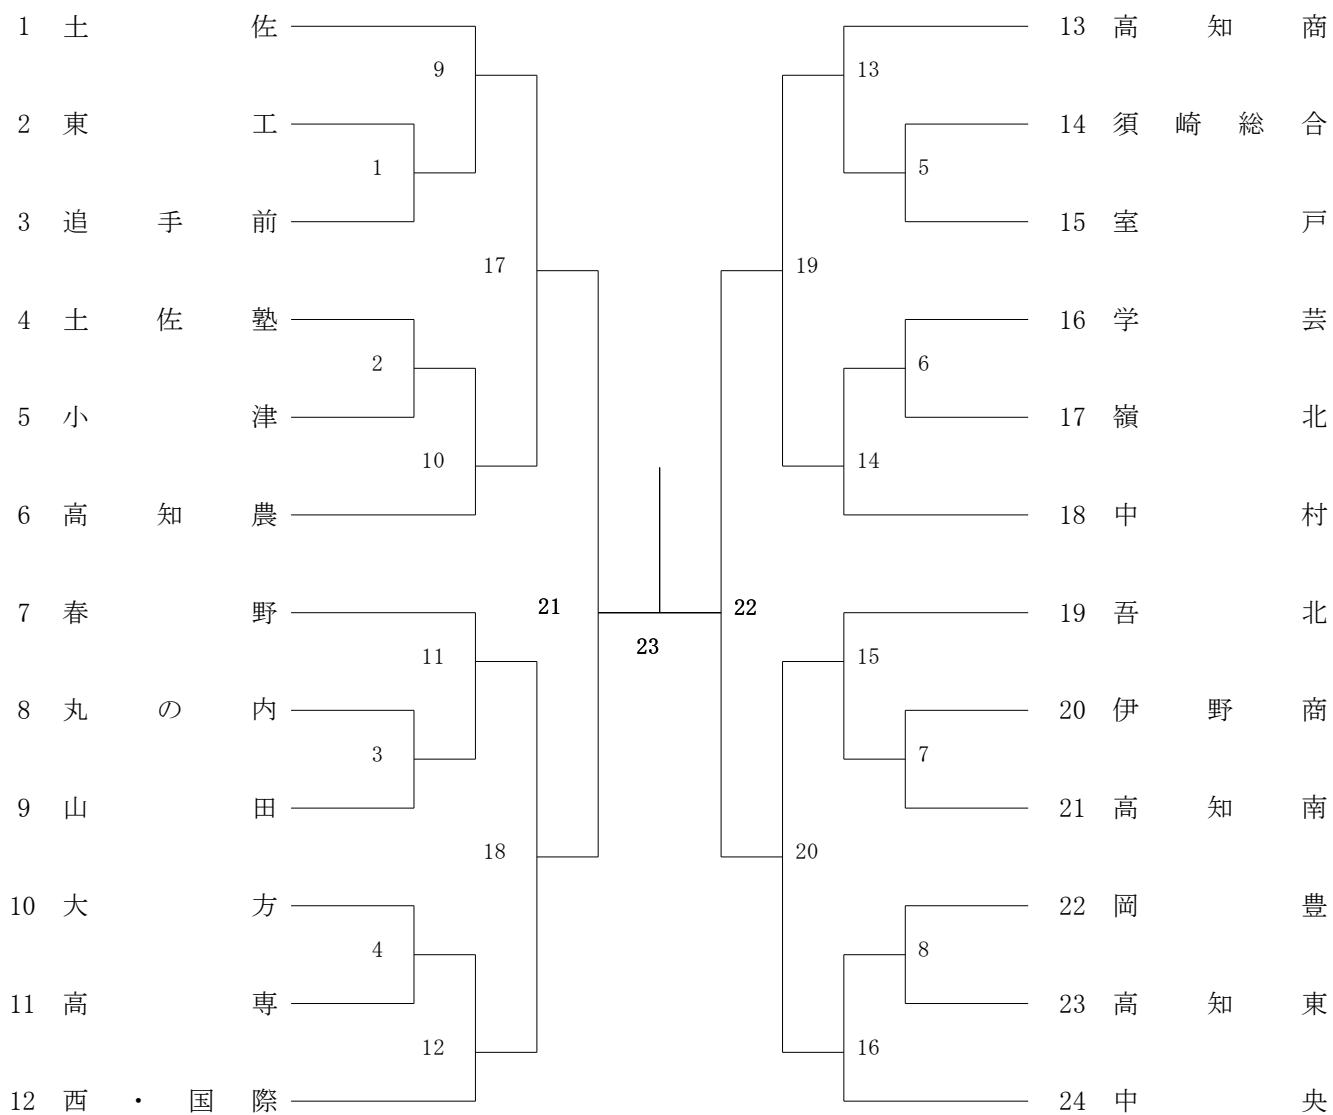 1 土佐
9
2 東工
1
3 追手前
17
4 土佐塾
2
5 小津
10
6 高知農
7 春野
21
11
8 丸の内
3
9 山田
18
10 大方
4
11 高専
12
12 西・国際
23
13 高知商
13
14 須崎総合
5
15 室戸
19
16 学芸
6
17 嶺北
14
18 中村
22
19 吾北
15
20 伊野商
7
21 高知南
20
22 岡豊
8
23 高知東
16
24 中央